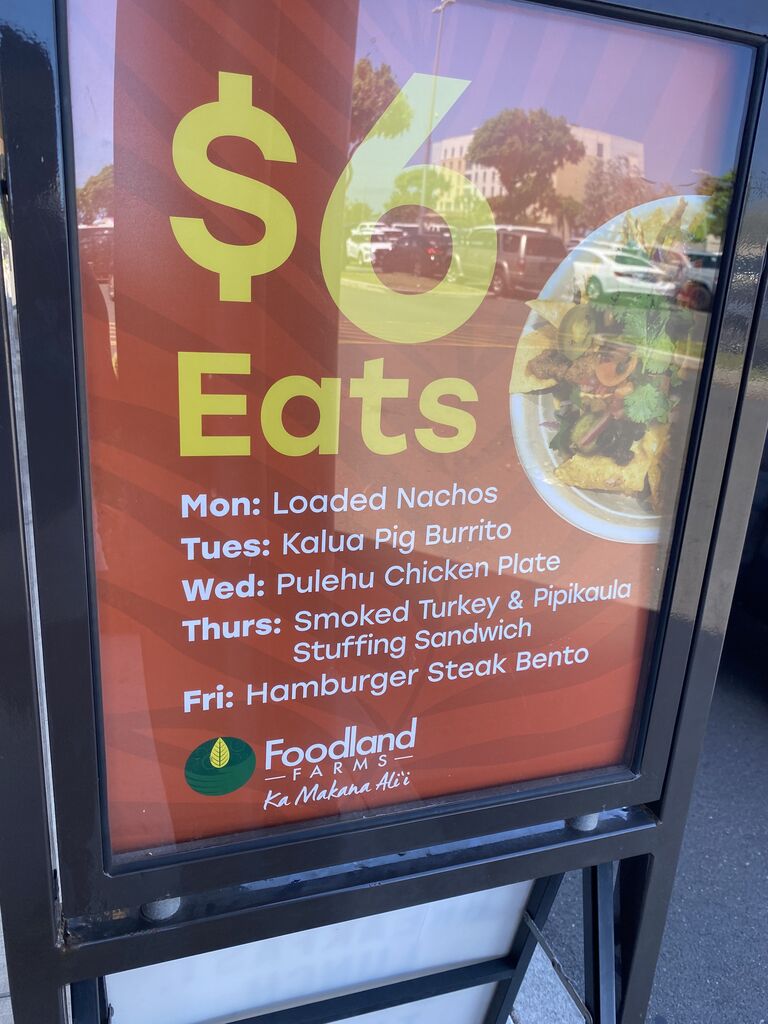 $6
Eats
Mon: Loaded Nachos
Tues: Kalua Pig Burrito
Wed: Pulehu Chicken Plate
Thurs: Smoked Turkey & Pipikaula
Stuffing Sandwich
Fri: Hamburger Steak Bento
Foodland
FARMS
Ka Makana Aliʻi